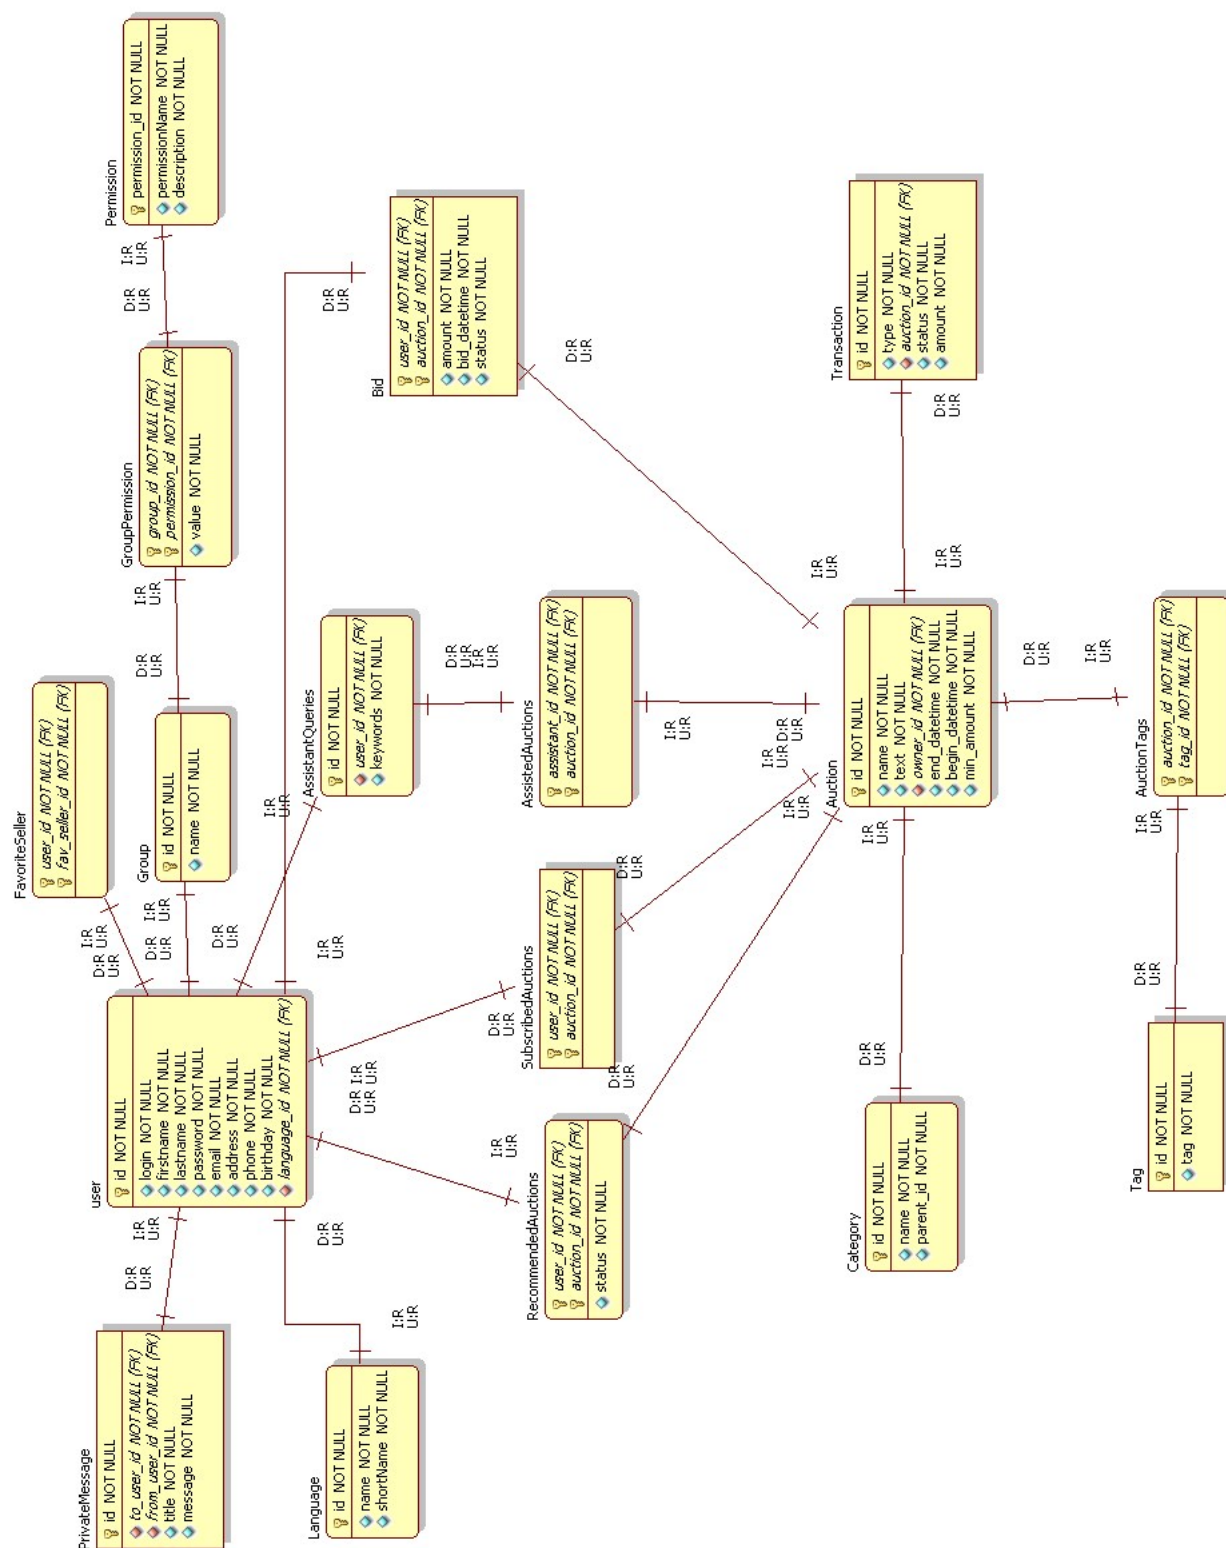 PrivateMessage
id NOT NULL
to_user_id NOT NULL (FK)
from_user_id NOT NULL (FK)
title NOT NULL
message NOT NULL
D:R
U:R
I:R
U:R
user
id NOT NULL
login NOT NULL
firstname NOT NULL
lastname NOT NULL
password NOT NULL
email NOT NULL
address NOT NULL
phone NOT NULL
birthday NOT NULL
language_id NOT NULL (FK)
FavoriteSeller
user_id NOT NULL (FK)
fav_seller_id NOT NULL (FK)
I:R
U:R
D:R
U:R
Group
id NOT NULL
name NOT NULL
D:R
U:R
I:R
U:R
GroupPermission
group_id NOT NULL (FK)
permission_id NOT NULL (FK)
value NOT NULL
D:R
U:R
I:R
U:R
Permission
permission_id NOT NULL
permissionName NOT NULL
description NOT NULL
D:R
U:R
I:R
U:R
Language
id NOT NULL
name NOT NULL
shortName NOT NULL
I:R
U:R
D:R
U:R
AssistantQueries
id NOT NULL
user_id NOT NULL (FK)
keywords NOT NULL
D:R
U:R
I:R
U:R
Bid
user_id NOT NULL (FK)
auction_id NOT NULL (FK)
amount NOT NULL
bid_datetime NOT NULL
status NOT NULL
I:R
U:R
D:R
U:R
RecommendedAuctions
user_id NOT NULL (FK)
auction_id NOT NULL (FK)
status NOT NULL
I:R
U:R
D:R I:R
U:R U:R
SubscribedAuctions
user_id NOT NULL (FK)
auction_id NOT NULL (FK)
D:R
U:R
AssistedAuctions
assistant_id NOT NULL (FK)
auction_id NOT NULL (FK)
D:R
U:R
I:R
U:R
D:R
U:R
D:R
U:R
I:R
U:R
D:R
U:R
Category
id NOT NULL
name NOT NULL
parent_id NOT NULL
D:R
U:R
I:R
U:R
Auction
id NOT NULL
name NOT NULL
text NOT NULL
owner_id NOT NULL (FK)
end_datetime NOT NULL
begin_datetime NOT NULL
min_amount NOT NULL
I:R
U:R
I:R
U:R
D:R
U:R
I:R
U:R
Transaction
id NOT NULL
type NOT NULL
auction_id NOT NULL (FK)
status NOT NULL
amount NOT NULL
I:R
U:R
D:R
U:R
Tag
id NOT NULL
tag NOT NULL
D:R
U:R
I:R
U:R
AuctionTags
auction_id NOT NULL (FK)
tag_id NOT NULL (FK)
D:R
U:R
I:R
U:R